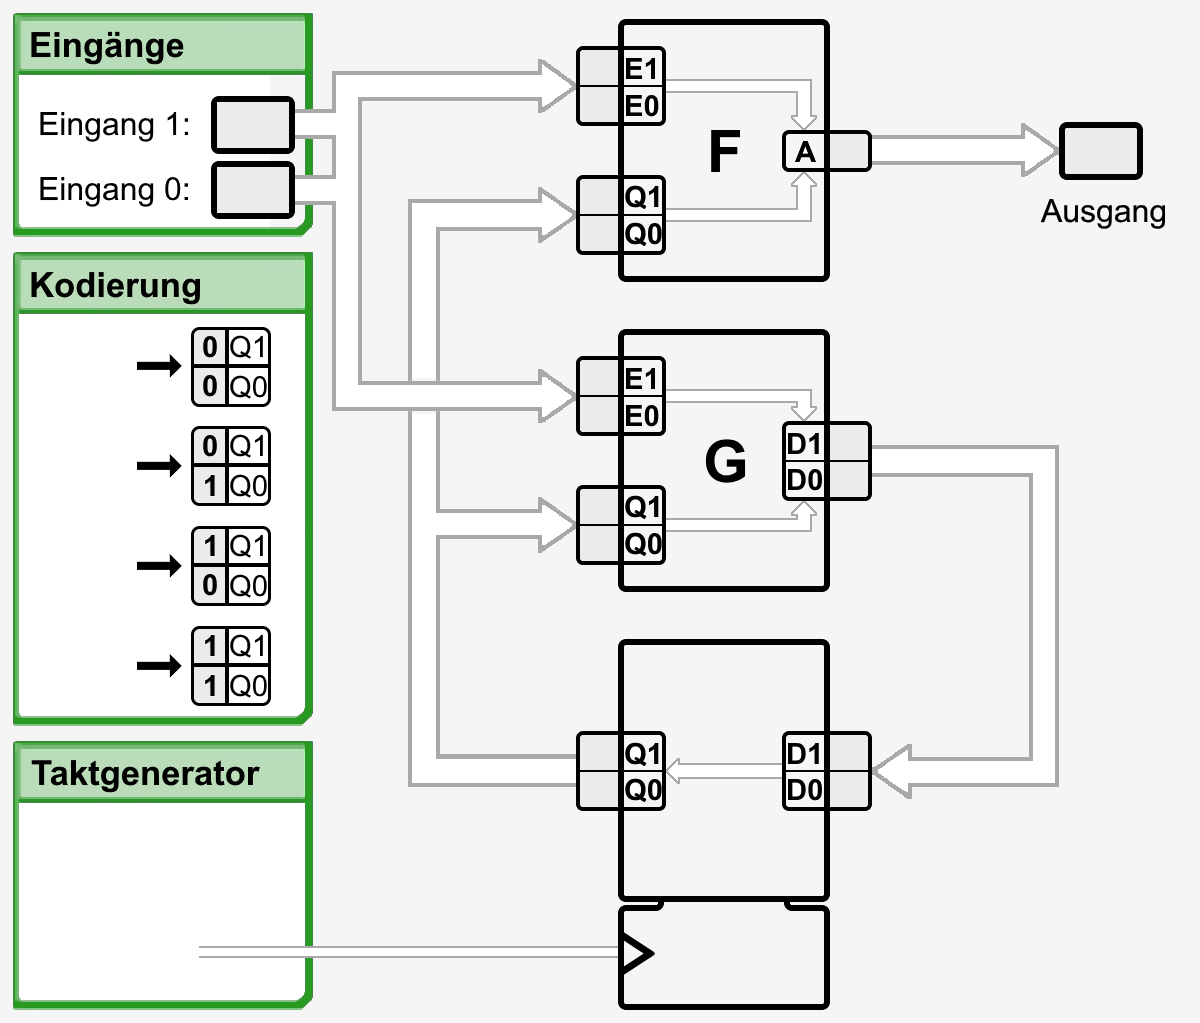 Eingänge
Eingang 1:
Eingang 0:
Kodierung
0 Q1
0 Q0
0 Q1
1 Q0
1 Q1
0 Q0
1 Q1
1 Q0
Taktgenerator
E1
E0
F
A
Q1
Q0
Ausgang
E1
E0
G
D1
D0
Q1
Q0
Q1
Q0
D1
D0